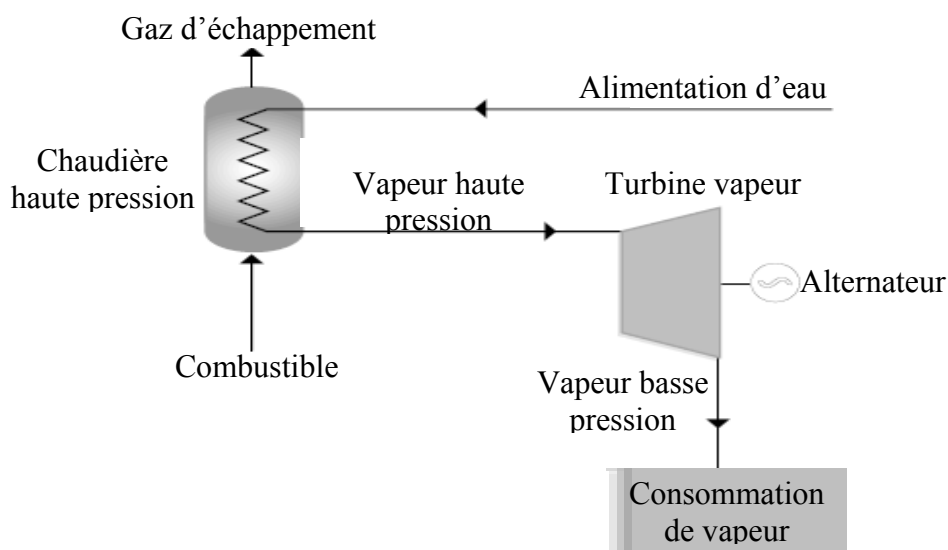 Gaz d'échappement
Alimentation d'eau
Chaudière
haute pression
Vapeur haute
pression
Turbine vapeur
Alternateur
Combustible
Vapeur basse
pression
Consommation
de vapeur